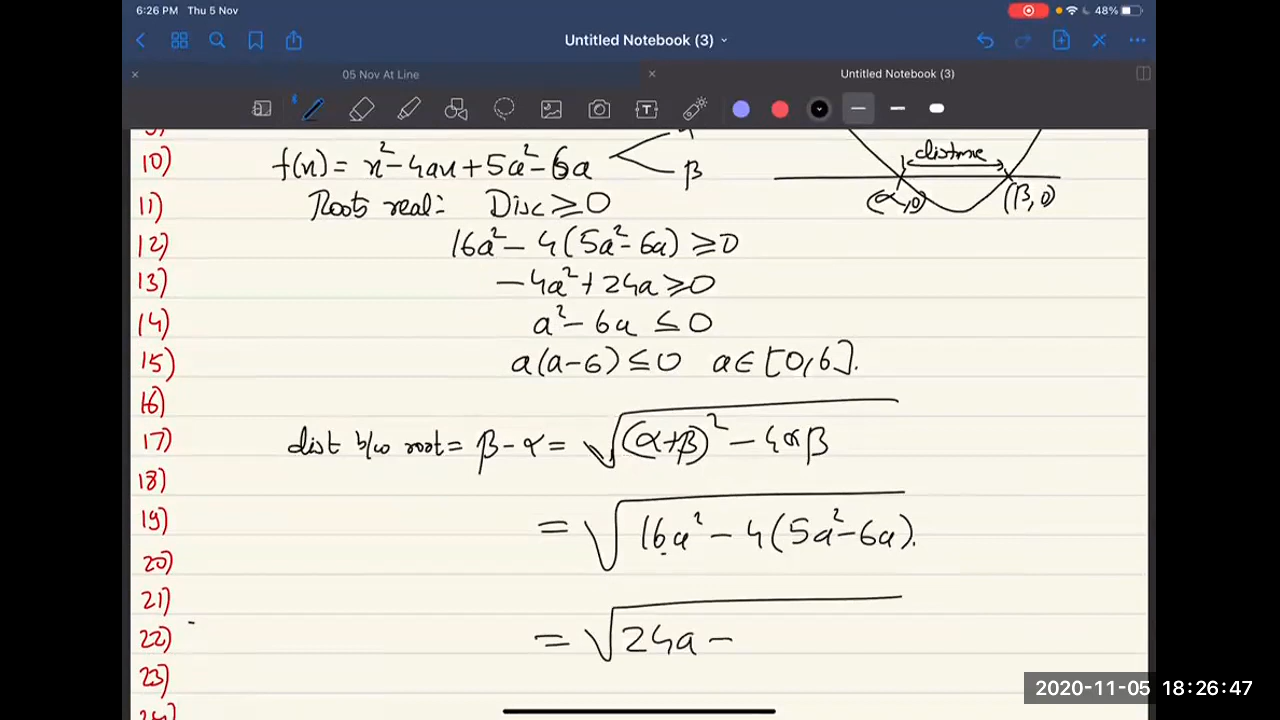 6:26 PM Thu 5 Nov
48%
Untitled Notebook (3)
05 Nov At Line
Untitled Notebook (3)
10) f(x) = x² - 4ax + 5a² - 6a
β
distance
(α, 0) (β, 0)
11) Roots real: Disc ≥ 0
12) 16a² - 4(5a² - 6a) ≥ 0
13) -4a² + 24a ≥ 0
14) a² - 6a ≤ 0
15) a(a-6) ≤ 0 a ∈ [0, 6].
16)
17) dist b/w root = β - α = √(α+β)² - 4αβ
18)
19) = √16a² - 4(5a² - 6a).
20)
21)
22) = √24a -
23)
2020-11-05 18:26:47